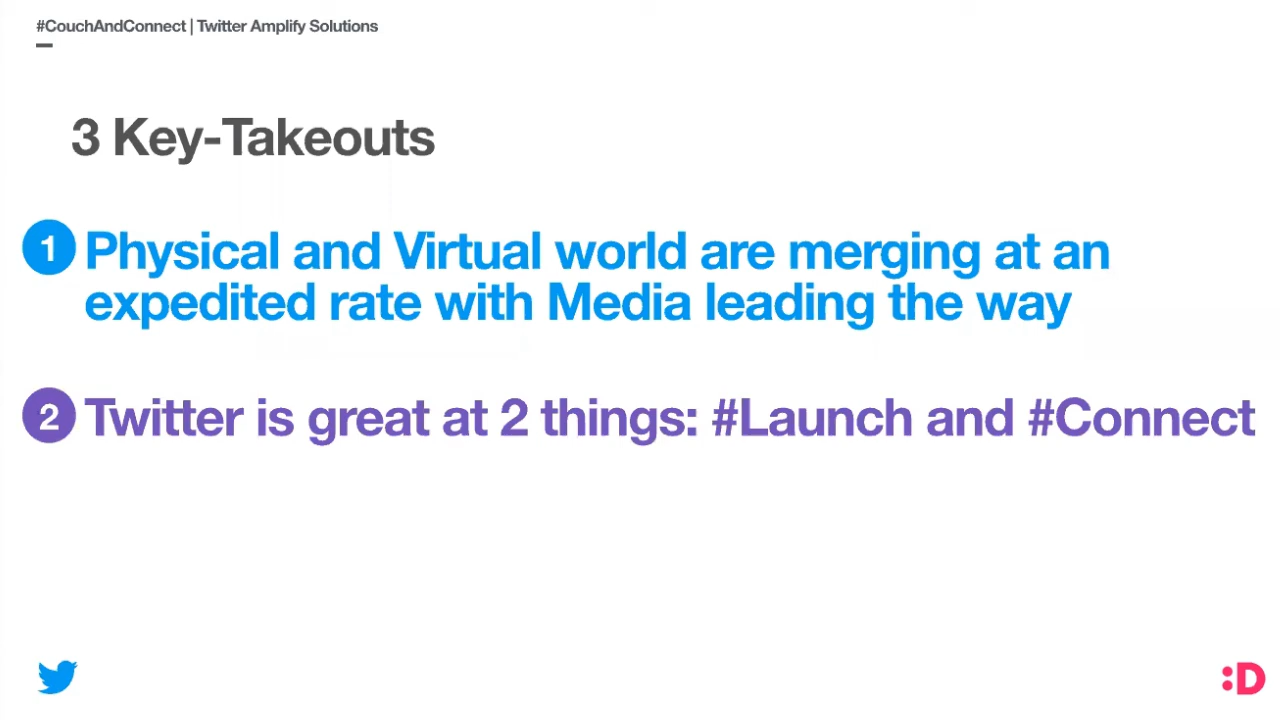 #CouchAndConnect | Twitter Amplify Solutions
3 Key-Takeouts
1 Physical and Virtual world are merging at an
expedited rate with Media leading the way
2 Twitter is great at 2 things: #Launch and #Connect
:D